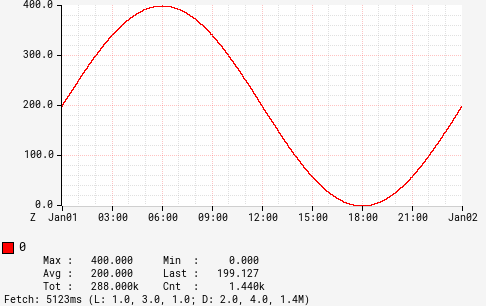 400.0
300.0
200.0
100.0
0.0
Z Jan01 03:00 06:00 09:00 12:00 15:00 18:00 21:00 Jan02
0
Max : 400.000 Min : 0.000
Avg : 200.000 Last : 199.127
Tot : 288.000k Cnt : 1.440k
Fetch: 5123ms (L: 1.0, 3.0, 1.0; D: 2.0, 4.0, 1.4M)